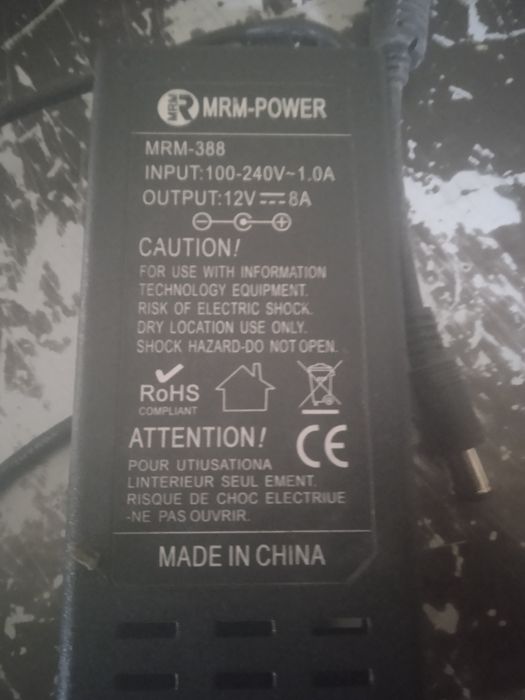 MRM MRM-POWER
MRM-388
INPUT:100-240V~1.0A
OUTPUT:12V⎓8A
CAUTION!
FOR USE WITH INFORMATION
TECHNOLOGY EQUIPMENT.
RISK OF ELECTRIC SHOCK.
DRY LOCATION USE ONLY.
SHOCK HAZARD-DO NOT OPEN.
RoHS
COMPLIANT
ATTENTION!
CE
POUR UTIUSATIONA
LINTERIEUR SEUL EMENT.
RISQUE DE CHOC ELECTRIUE
-NE PAS OUVRIR.
MADE IN CHINA